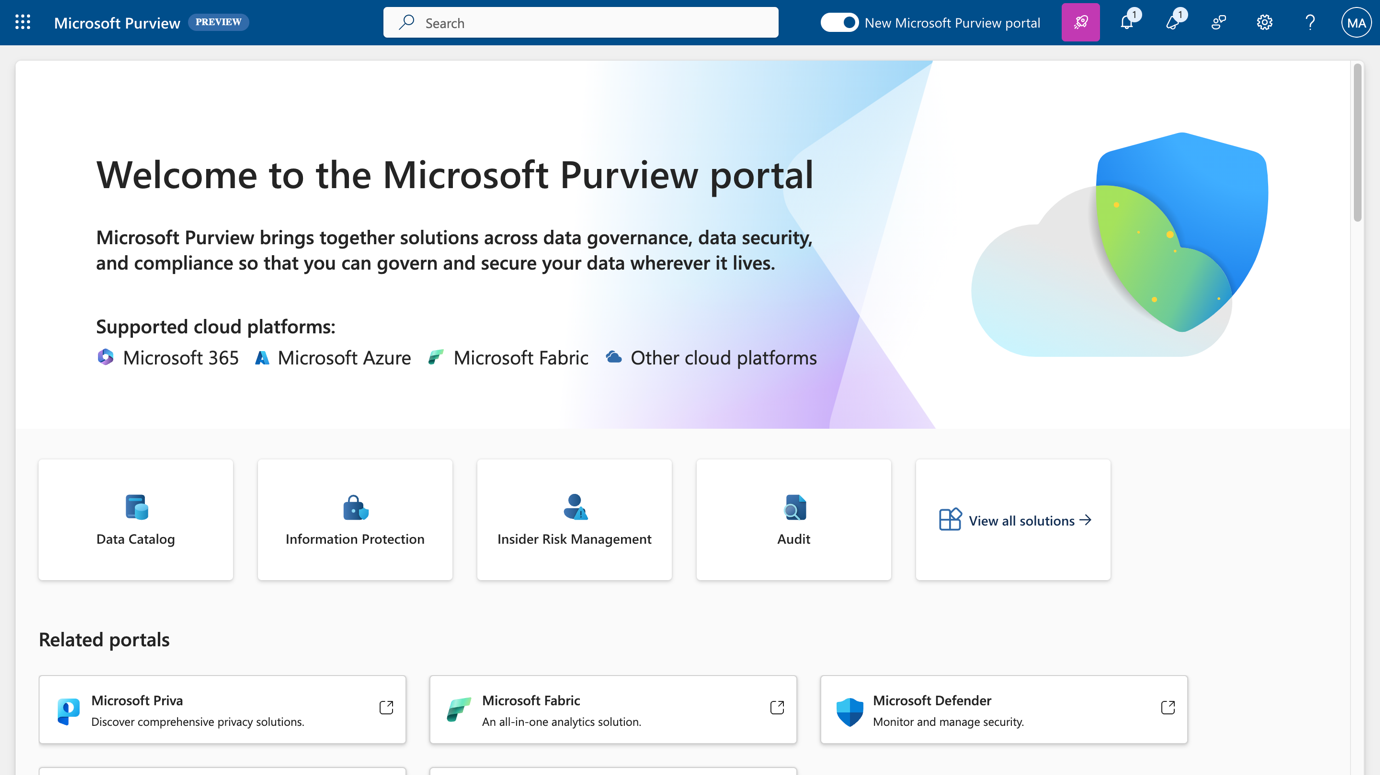 Microsoft Purview PREVIEW
Search
New Microsoft Purview portal
1
1
MA
Welcome to the Microsoft Purview portal
Microsoft Purview brings together solutions across data governance, data security,
and compliance so that you can govern and secure your data wherever it lives.
Supported cloud platforms:
Microsoft 365 Microsoft Azure Microsoft Fabric Other cloud platforms
Data Catalog
Information Protection
Insider Risk Management
Audit
View all solutions
Related portals
Microsoft Priva
Discover comprehensive privacy solutions.
Microsoft Fabric
An all-in-one analytics solution.
Microsoft Defender
Monitor and manage security.